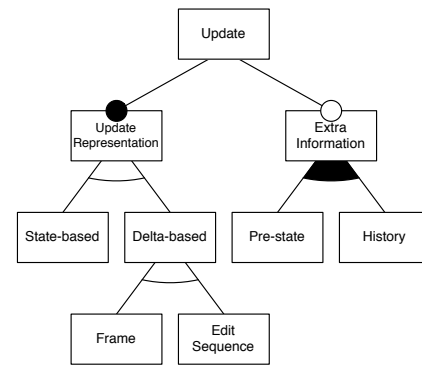 Update
Update
Representation
Extra
Information
State-based
Delta-based
Pre-state
History
Frame
Edit
Sequence